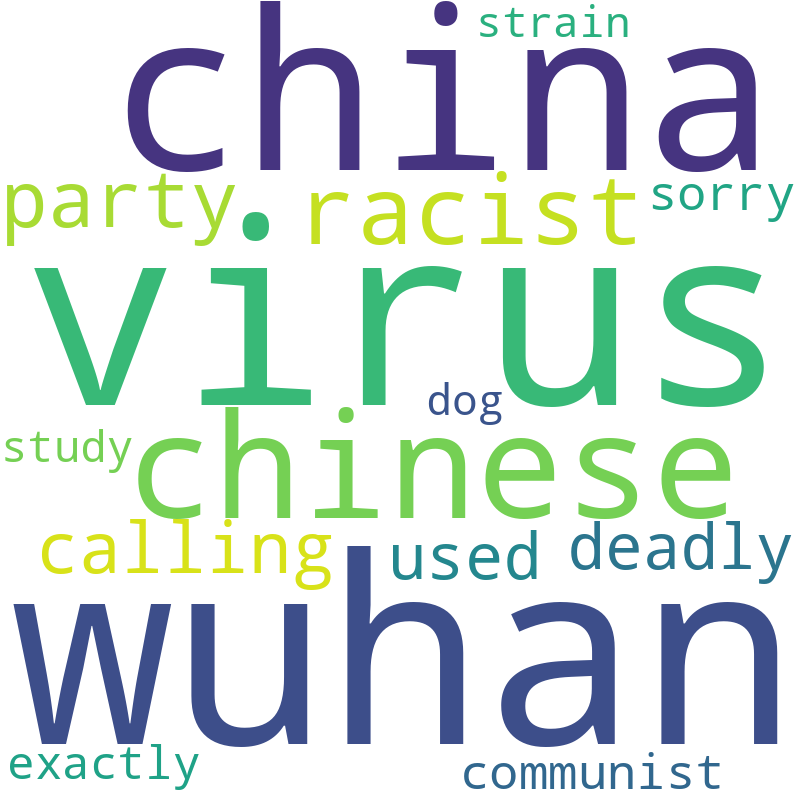 strain
china
party racist sorry
virus
dog
study chinese
calling used deadly
wuhan
exactly communist